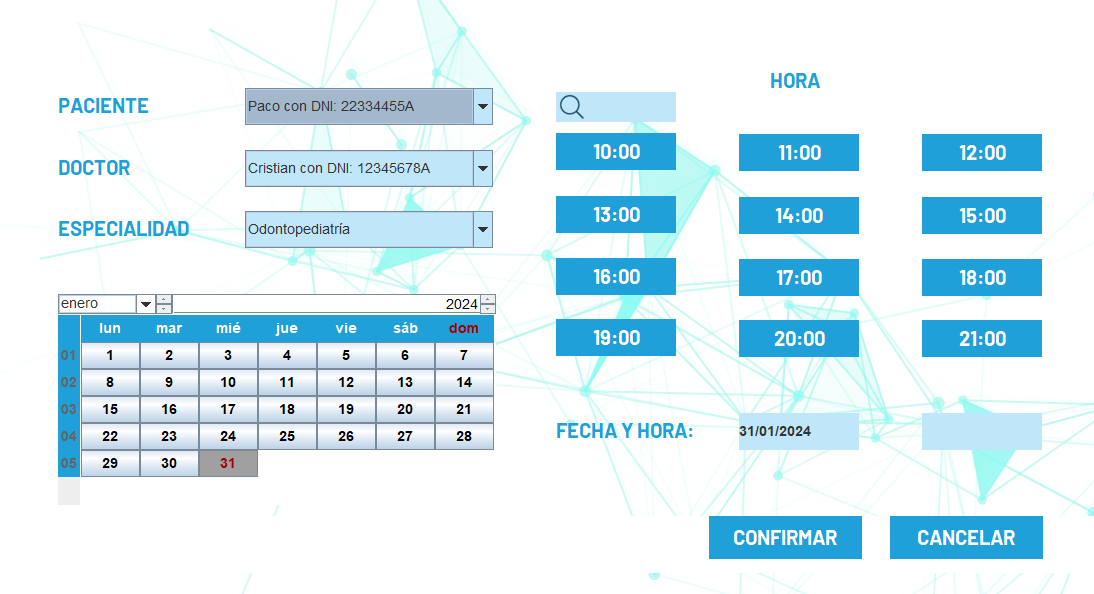 PACIENTE Paco con DNI: 22334455A
DOCTOR Cristian con DNI: 12345678A
ESPECIALIDAD Odontopediatría
enero 2024
lun mar mié jue vie sáb dom
01 1 2 3 4 5 6 7
02 8 9 10 11 12 13 14
03 15 16 17 18 19 20 21
04 22 23 24 25 26 27 28
05 29 30 31
HORA
10:00 11:00 12:00
13:00 14:00 15:00
16:00 17:00 18:00
19:00 20:00 21:00
FECHA Y HORA: 31/01/2024
CONFIRMAR CANCELAR